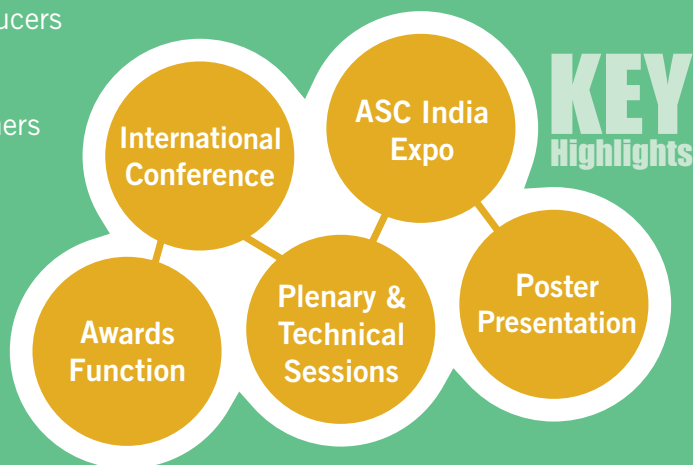 ucers
ners
KEY
Highlights
International
Conference
ASC India
Expo
Awards
Function
Plenary &
Technical
Sessions
Poster
Presentation